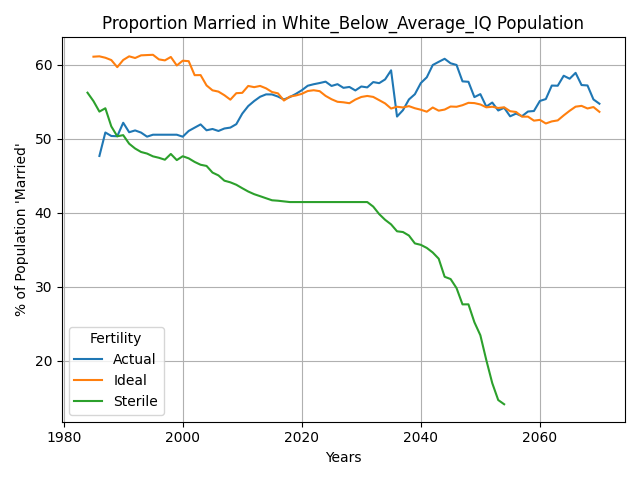 Proportion Married in White_Below_Average_IQ Population
% of Population 'Married'
60
50
40
30
20
Fertility
Actual
Ideal
Sterile
1980
2000
2020
2040
2060
Years